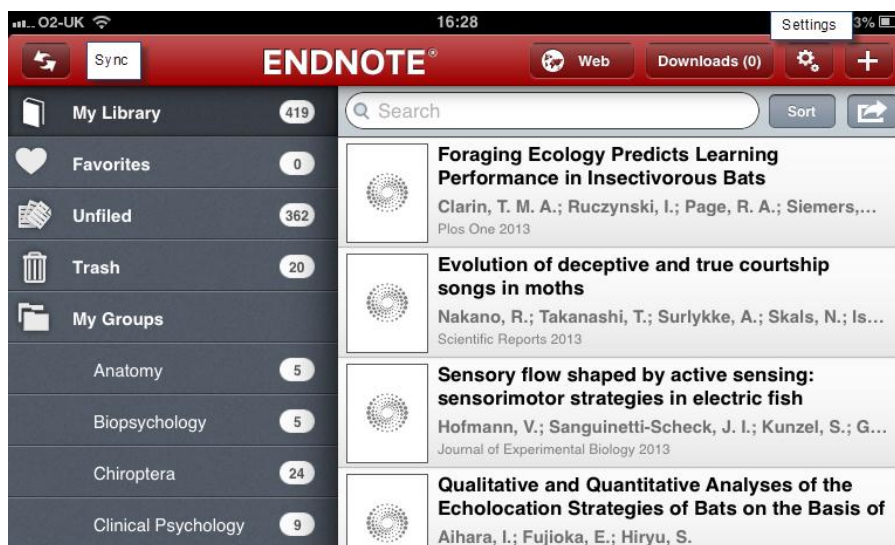 O2-UK 16:28 Settings 3%
Sync ENDNOTE® Web Downloads (0)
My Library 419
Search Sort
Favorites 0
Unfiled 362
Trash 20
My Groups
Anatomy 5
Biopsychology 5
Chiroptera 24
Clinical Psychology 9
Foraging Ecology Predicts Learning
Performance in Insectivorous Bats
Clarin, T. M. A.; Ruczynski, I.; Page, R. A.; Siemers,...
Plos One 2013
Evolution of deceptive and true courtship
songs in moths
Nakano, R.; Takanashi, T.; Surlykke, A.; Skals, N.; Is...
Scientific Reports 2013
Sensory flow shaped by active sensing:
sensorimotor strategies in electric fish
Hofmann, V.; Sanguinetti-Scheck, J. I.; Kunzel, S.; G...
Journal of Experimental Biology 2013
Qualitative and Quantitative Analyses of the
Echolocation Strategies of Bats on the Basis of
Aihara, I.; Fujioka, E.; Hiryu, S.